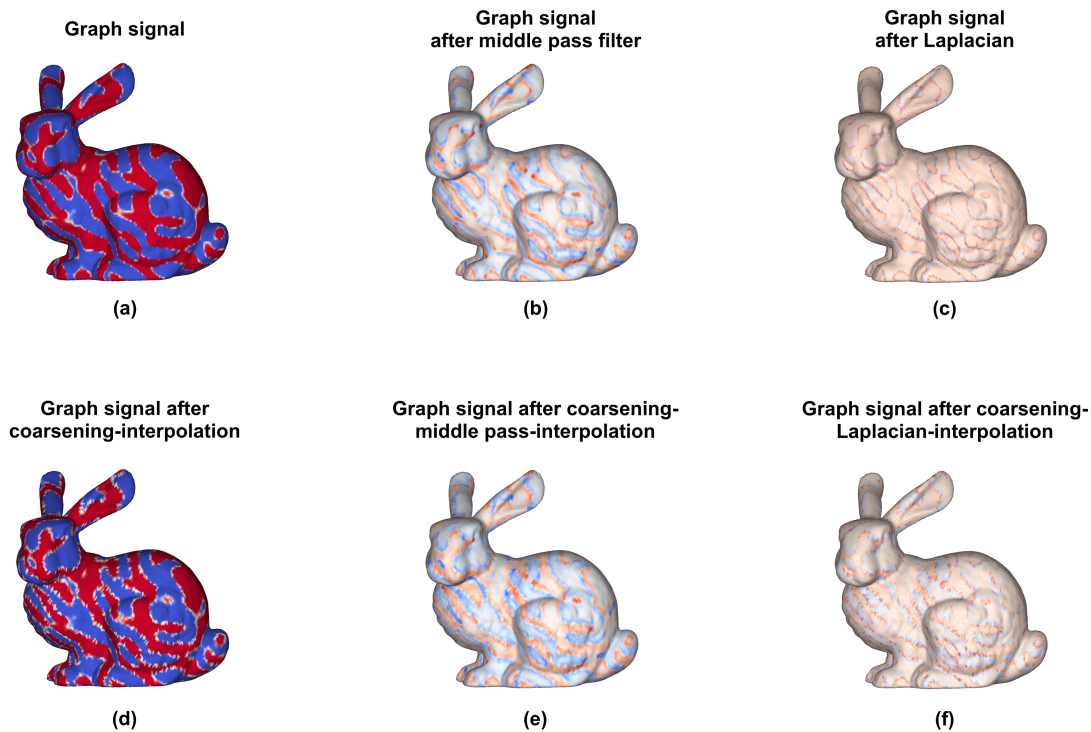 Graph signal
Graph signal
after middle pass filter
Graph signal
after Laplacian
(a)
(b)
(c)
Graph signal after
coarsening-interpolation
Graph signal after coarsening-
middle pass-interpolation
Graph signal after coarsening-
Laplacian-interpolation
(d)
(e)
(f)